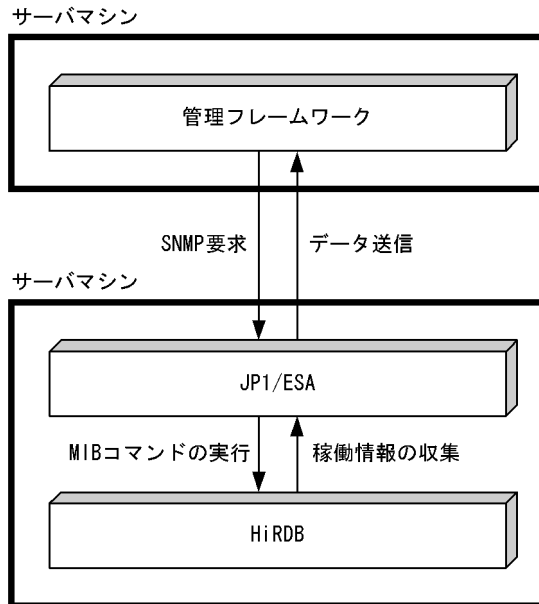 サーバマシン
管理フレームワーク
SNMP要求
データ送信
サーバマシン
JP1/ESA
MIBコマンドの実行
稼働情報の収集
HiRDB